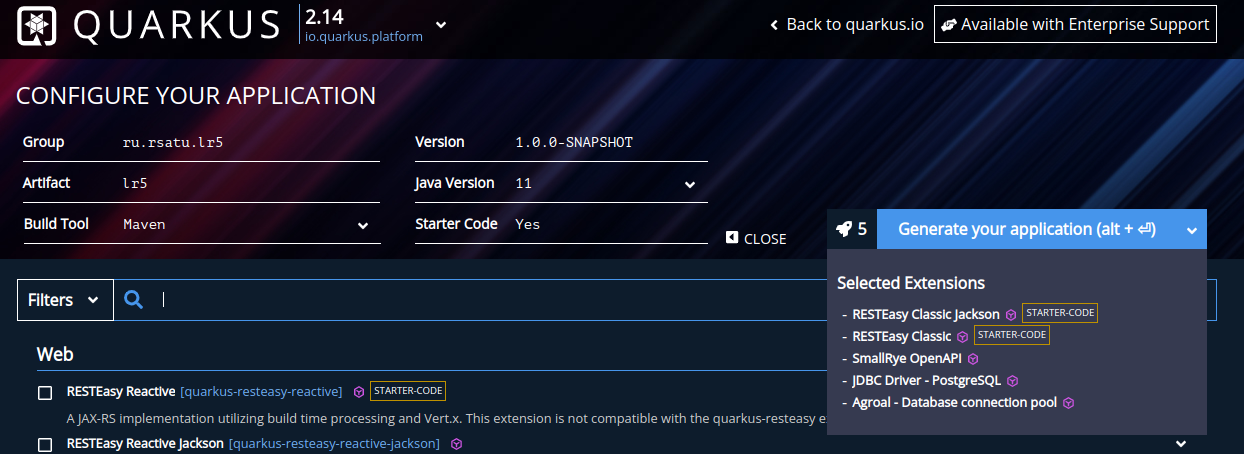 QUARKUS 2.14
io.quarkus.platform
Back to quarkus.io
Available with Enterprise Support
CONFIGURE YOUR APPLICATION
Group ru.rsatu.lr5
Version 1.0.0-SNAPSHOT
Artifact lr5
Java Version 11
Build Tool Maven
Starter Code Yes
CLOSE
5 Generate your application (alt + ⏎)
Selected Extensions
- RESTEasy Classic Jackson STARTER-CODE
- RESTEasy Classic STARTER-CODE
- SmallRye OpenAPI
- JDBC Driver - PostgreSQL
- Agroal - Database connection pool
Filters
Web
RESTEasy Reactive [quarkus-resteasy-reactive] STARTER-CODE
A JAX-RS implementation utilizing build time processing and Vert.x. This extension is not compatible with the quarkus-resteasy
RESTEasy Reactive Jackson [quarkus-resteasy-reactive-jackson]